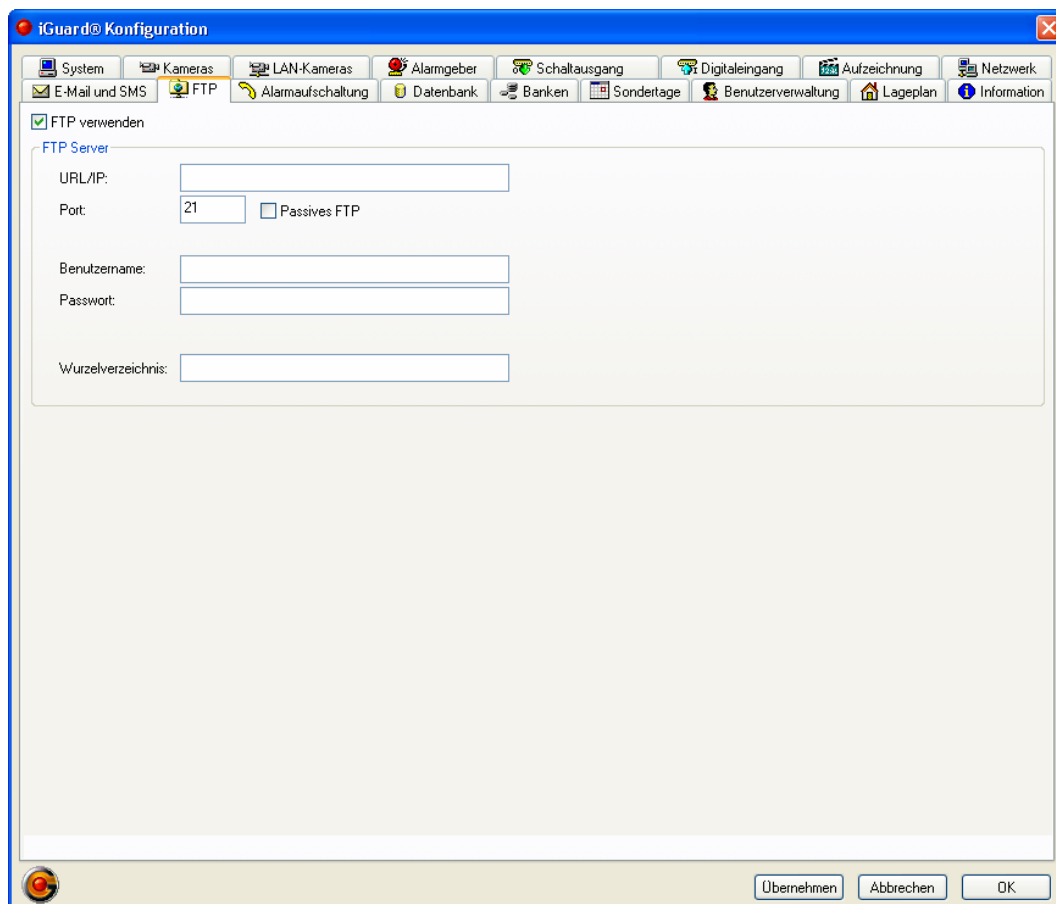 iGuard® Konfiguration
System Kameras LAN-Kameras Alarmgeber Schaltausgang Digitaleingang Aufzeichnung Netzwerk
E-Mail und SMS FTP Alarmaufschaltung Datenbank Banken Sondertage Benutzerverwaltung Lageplan Information
FTP verwenden
FTP Server
URL/IP:
Port: 21 Passives FTP
Benutzername:
Passwort:
Wurzelverzeichnis:
Übernehmen Abbrechen OK